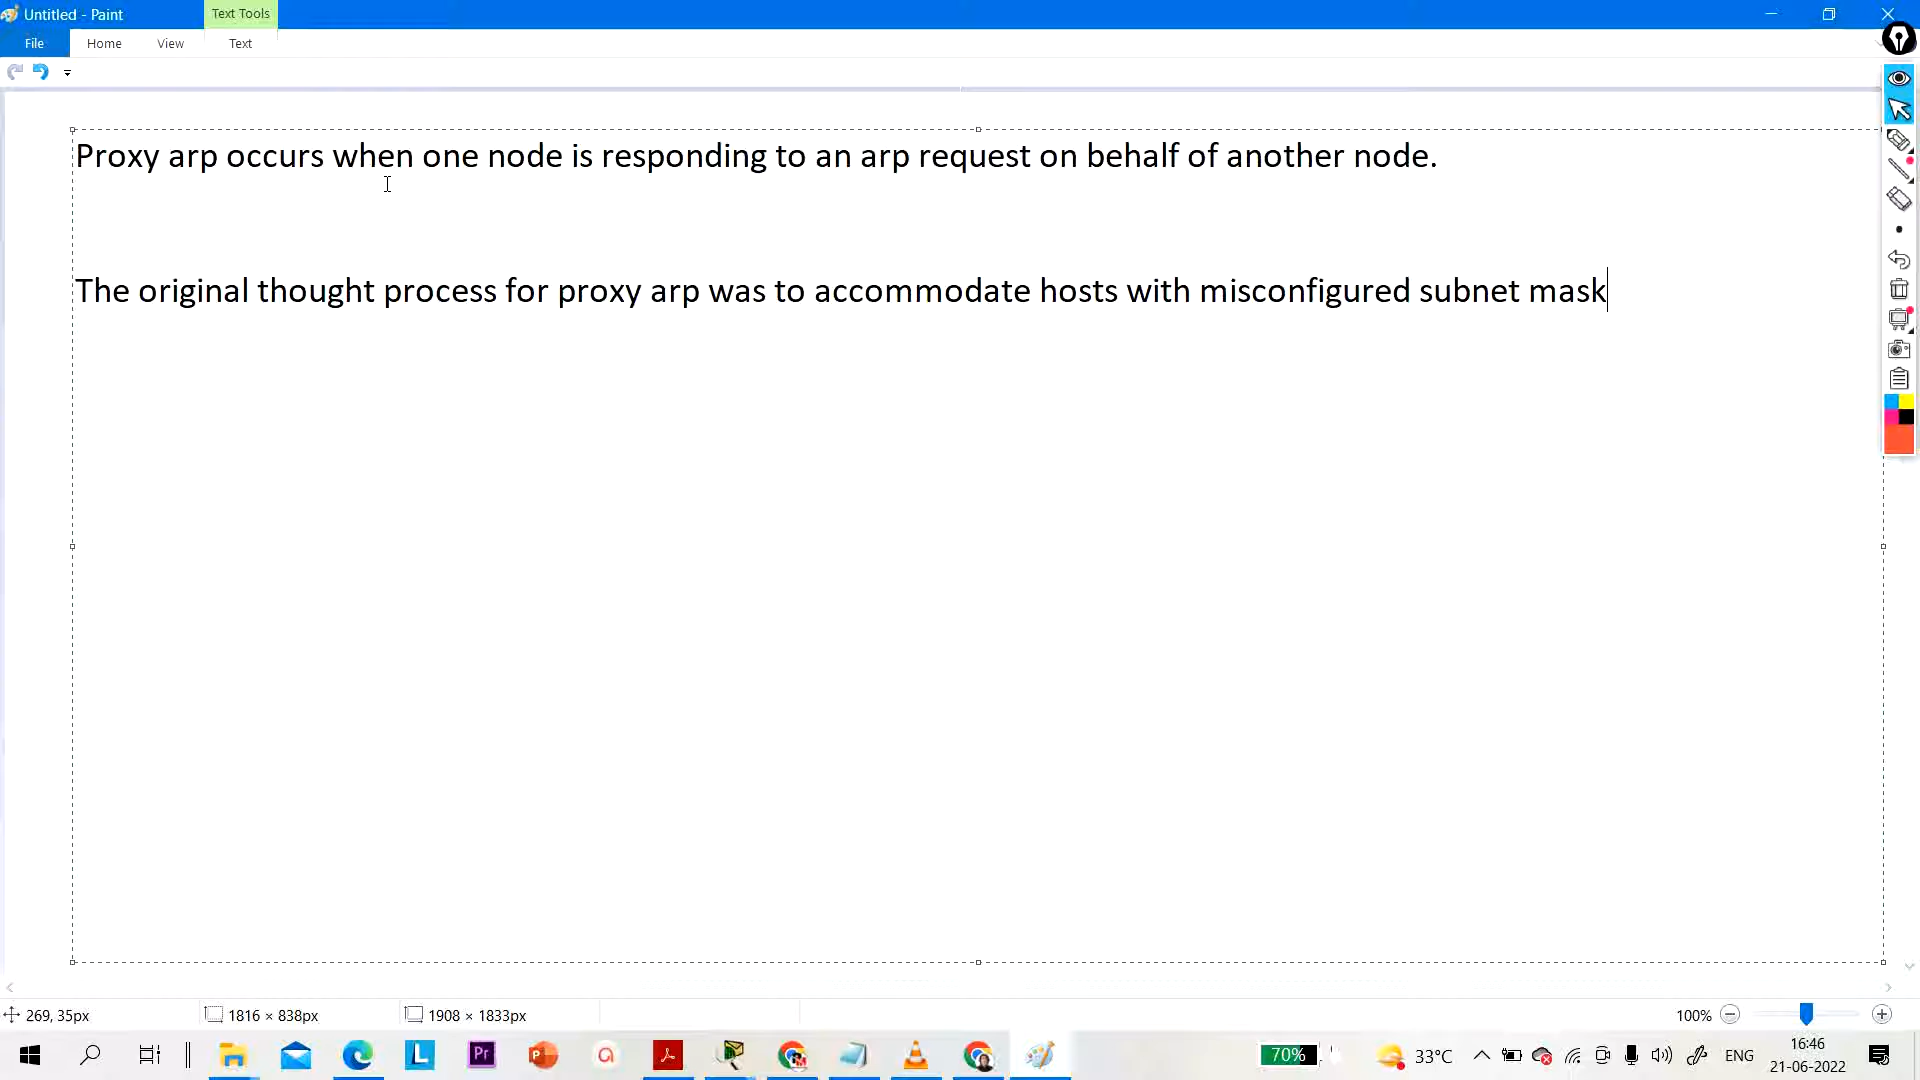 Untitled - Paint
Text Tools
File
Home
View
Text
Proxy arp occurs when one node is responding to an arp request on behalf of another node.
The original thought process for proxy arp was to accommodate hosts with misconfigured subnet mask
269, 35px
1816 × 838px
1908 × 1833px
100%
L
Pr
P
a
70%
33°C
ENG
16:46
21-06-2022